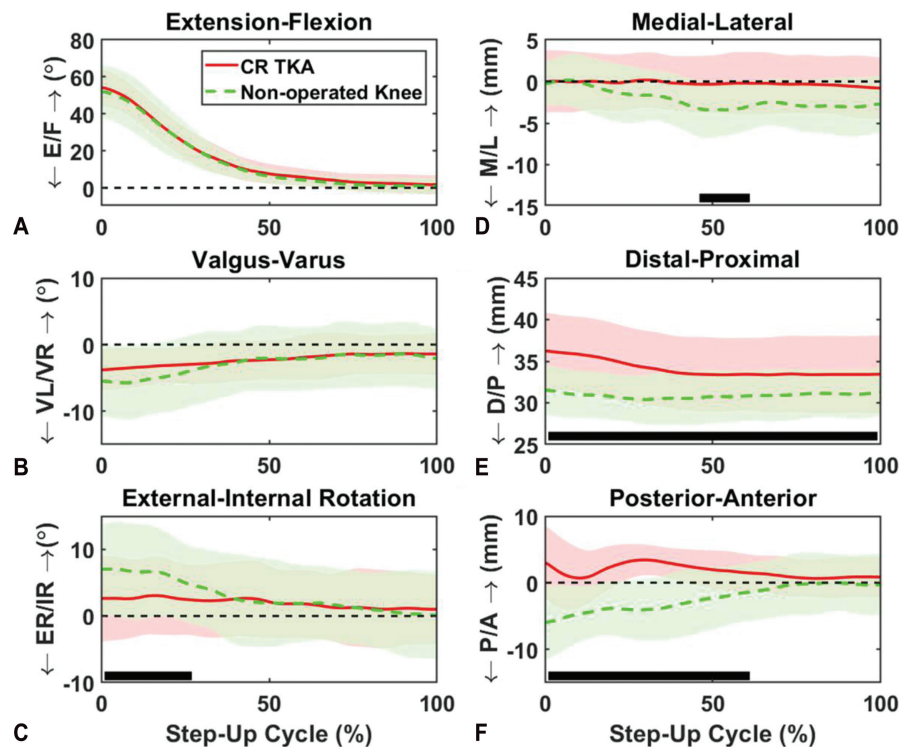 Extension-Flexion
← E/F → (°)
80
60
40
20
0
CR TKA
Non-operated Knee
0
50
100
A
Medial-Lateral
← M/L → (mm)
5
0
-5
-10
-15
0
50
100
D
Valgus-Varus
← VL/VR → (°)
10
0
-10
0
50
100
B
Distal-Proximal
← D/P → (mm)
45
40
35
30
25
0
50
100
E
External-Internal Rotation
← ER/IR → (°)
10
0
-10
0
50
100
Step-Up Cycle (%)
C
Posterior-Anterior
← P/A → (mm)
10
0
-10
0
50
100
Step-Up Cycle (%)
F